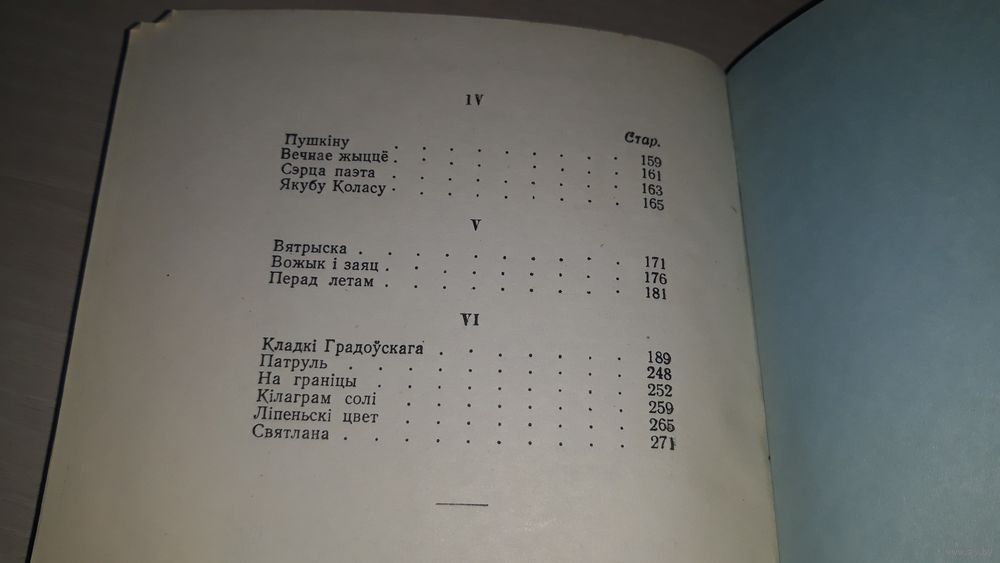 IV
Стар.
Пушкіну . . . . . . . . . 159
Вечнае жыццё . . . . . . . . . 161
Сэрца паэта . . . . . . . . . 163
Якубу Коласу . . . . . . . . . 165
V
Вятрыска . . . . . . . . . . 171
Вожык і заяц . . . . . . . . . 176
Перад летам . . . . . . . . . 181
VI
Кладкі Градоўскага . . . . . . . 189
Патруль . . . . . . . . . . 248
На граніцы . . . . . . . . . 252
Кілаграм солі . . . . . . . . 259
Ліпеньскі цвет . . . . . . . . 265
Святлана . . . . . . . . . . 271